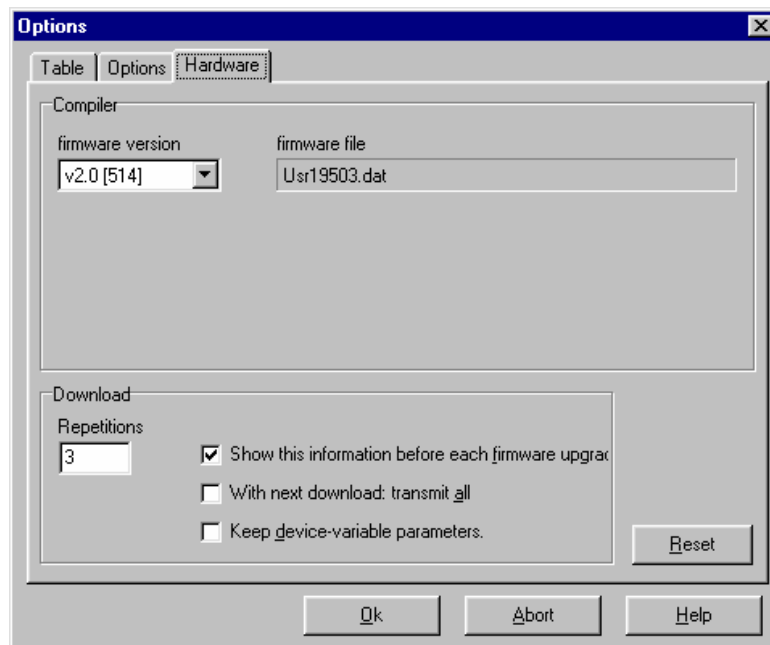 Options
Table Options Hardware
Compiler
firmware version firmware file
v2.0 [514] Usr19503.dat
Download
Repetitions
3
Show this information before each firmware upgrad
With next download: transmit all
Keep device-variable parameters.
Reset
Ok Abort Help